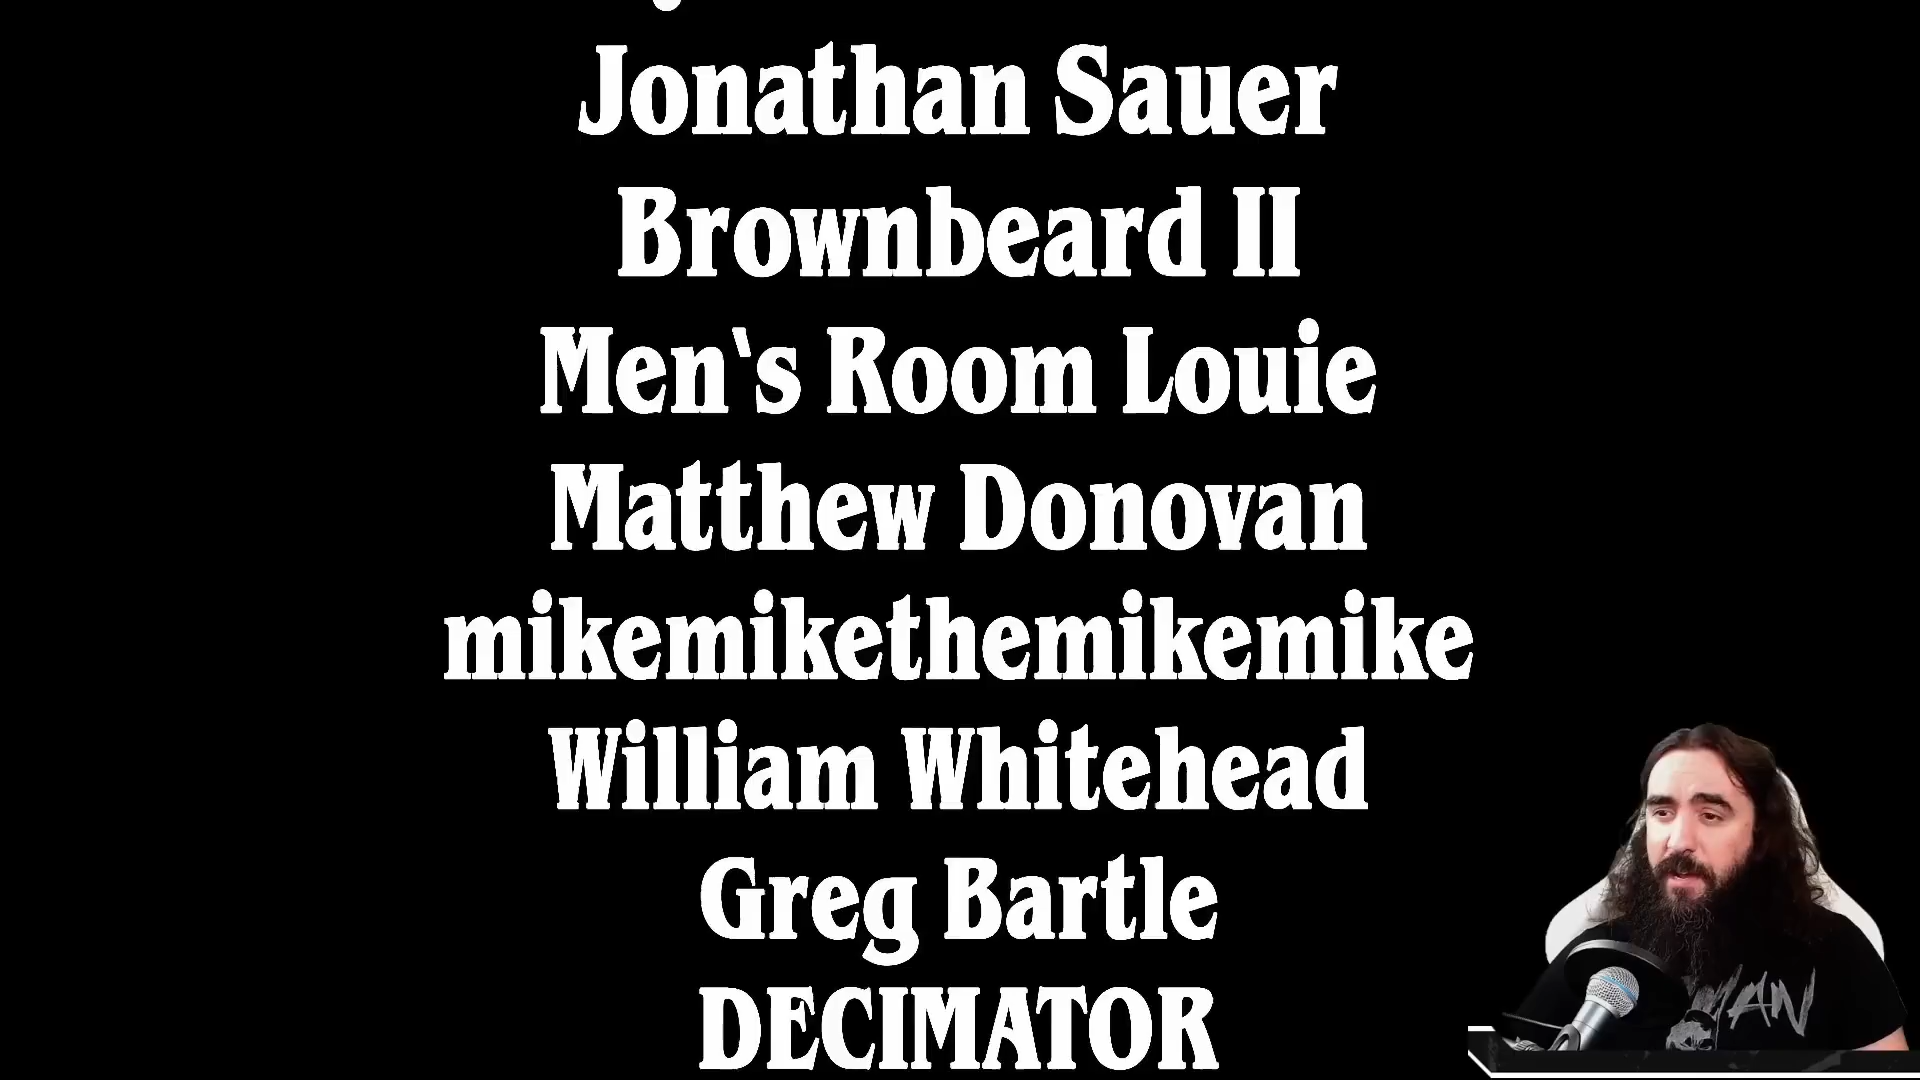 Jonathan Sauer
Brownbeard II
Men‛s Room Louie
Matthew Donovan
mikemikethemikemike
William Whitehead
Greg Bartle
DECIMATOR